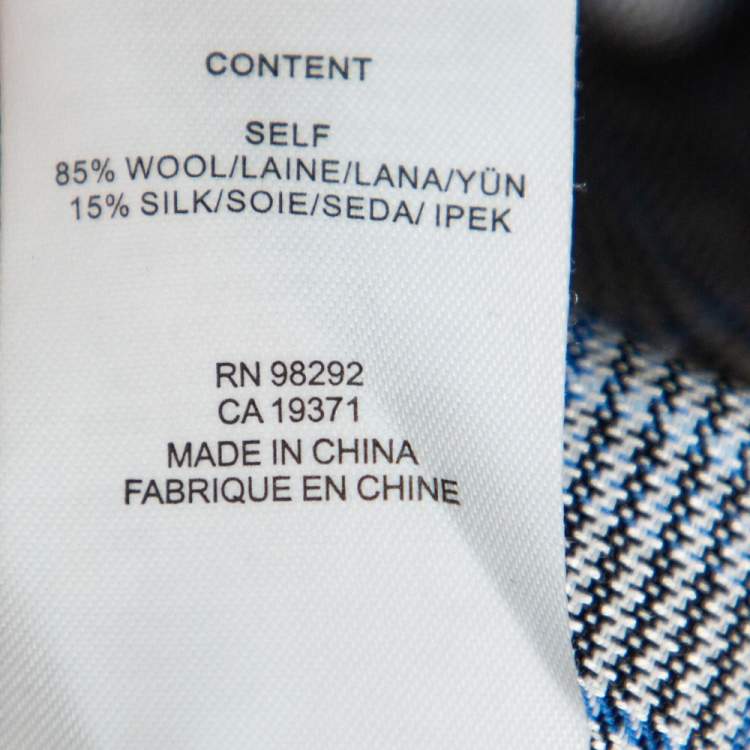 CONTENT
SELF
85% WOOL/LAINE/LANA/YÜN
15% SILK/SOIE/SEDA/ IPEK
RN 98292
CA 19371
MADE IN CHINA
FABRIQUE EN CHINE